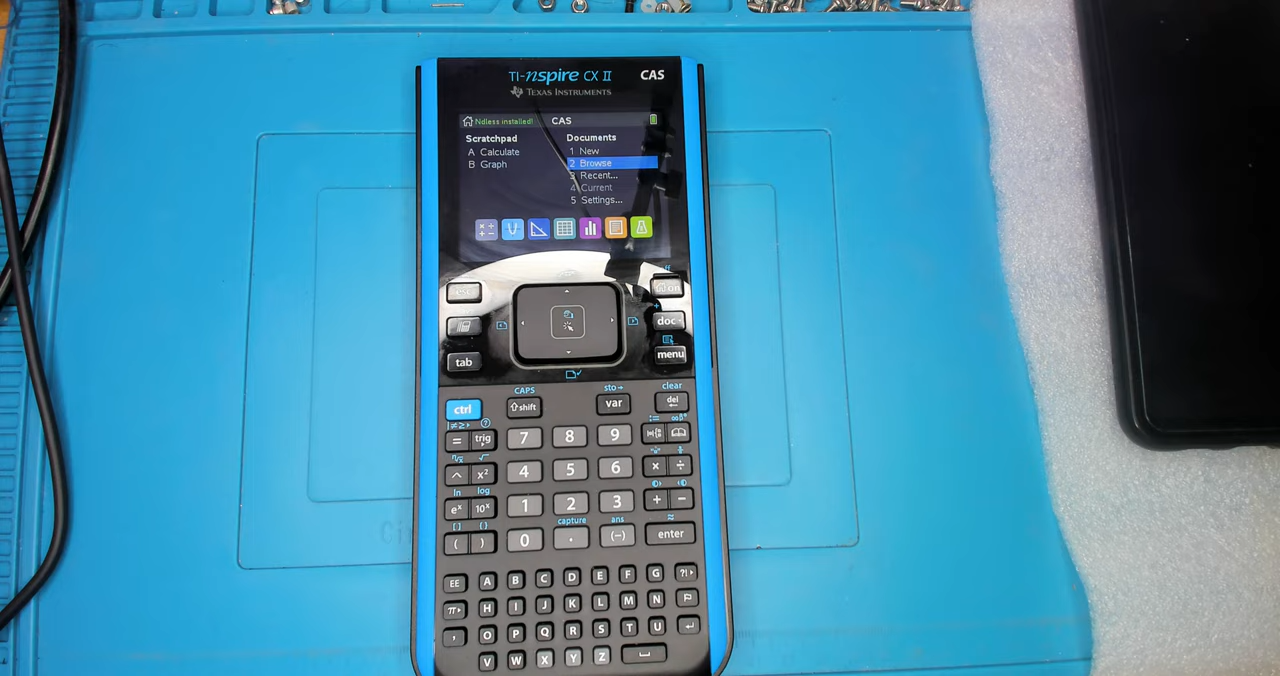 TI-nspire CX II CAS
TEXAS INSTRUMENTS
Ndless installed! CAS
Scratchpad
A Calculate
B Graph
Documents
1 New
2 Browse
3 Recent...
4 Current
5 Settings...
esc
on
doc
tab
menu
CAPS sto→ clear
ctrl shift var del
= trig 7 8 9
^ x² 4 5 6 × ÷
ln log
eˣ 10ˣ 1 2 3 + −
[ ] { } capture ans ≈
( ) 0 . (−) enter
EE A B C D E F G ?!▸
π▸ H I J K L M N
, O P Q R S T U
V W X Y Z